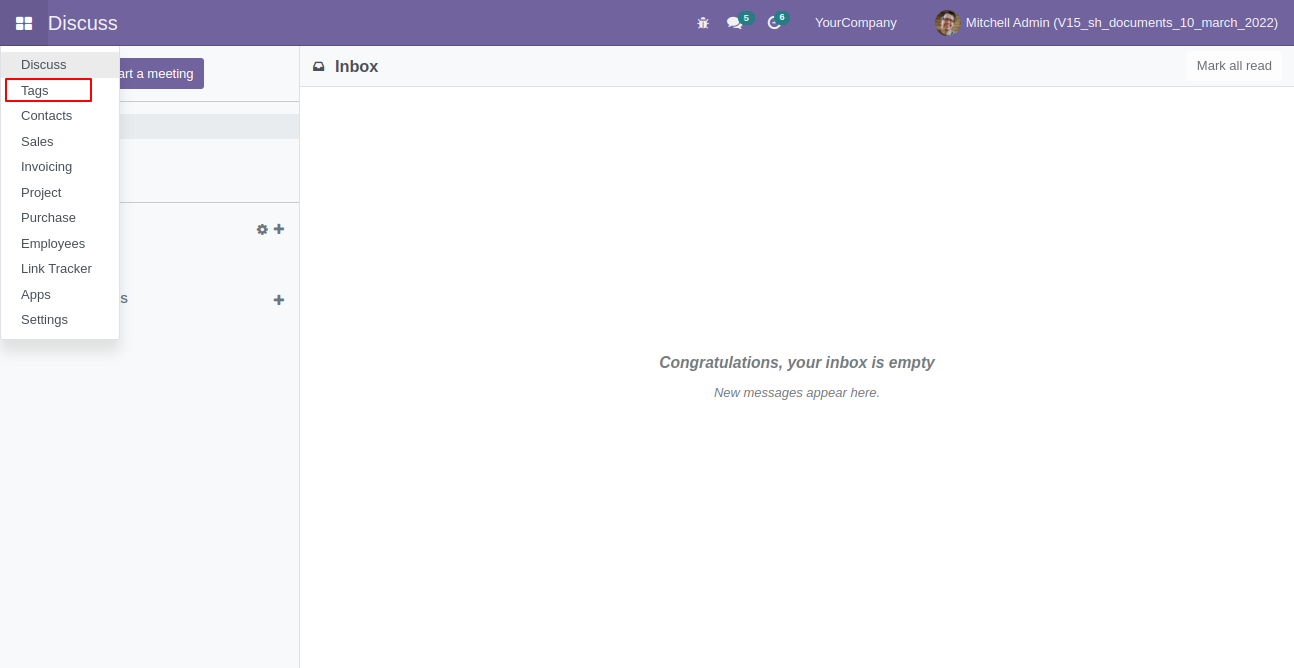 Discuss
5
6
YourCompany
Mitchell Admin (V15_sh_documents_10_march_2022)
Discuss
Tags
Contacts
Sales
Invoicing
Project
Purchase
Employees
Link Tracker
Apps
Settings
art a meeting
S
Inbox
Mark all read
Congratulations, your inbox is empty
New messages appear here.